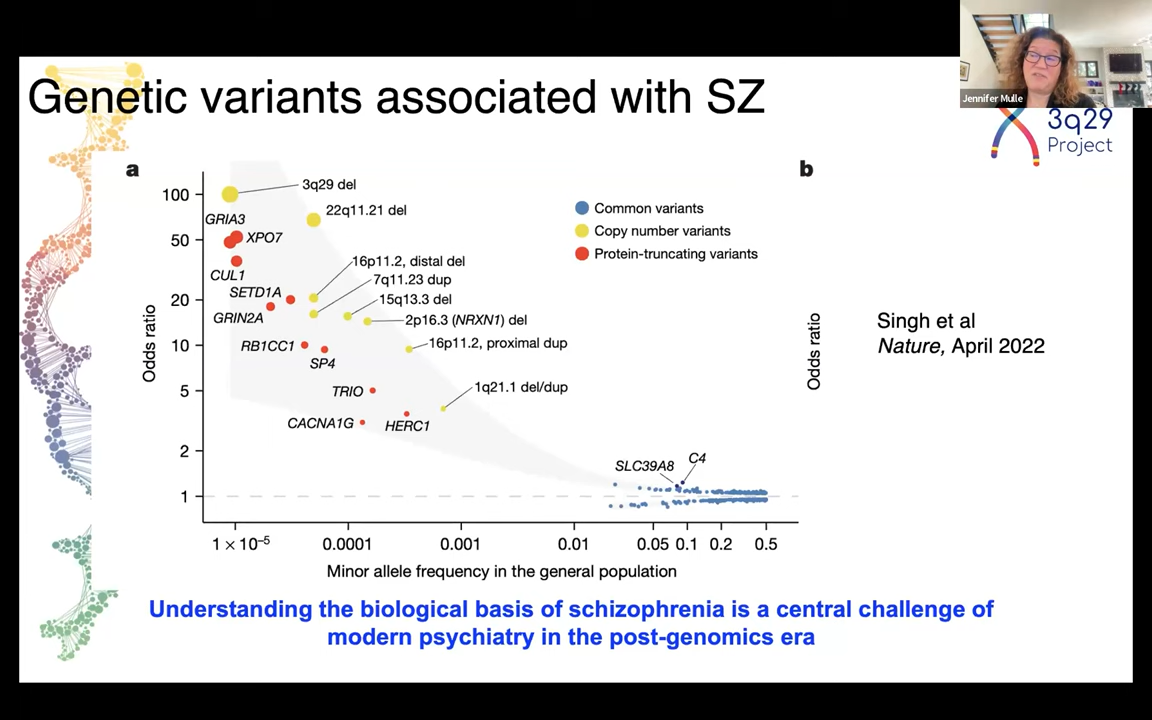 Genetic variants associated with SZ
Jennifer Mulle
3q29
Project
a
b
Odds ratio
100
50
20
10
5
2
1
3q29 del
22q11.21 del
GRIA3
XPO7
CUL1
16p11.2, distal del
7q11.23 dup
SETD1A
15q13.3 del
GRIN2A
2p16.3 (NRXN1) del
RB1CC1
16p11.2, proximal dup
SP4
TRIO
1q21.1 del/dup
CACNA1G
HERC1
SLC39A8
C4
Common variants
Copy number variants
Protein-truncating variants
1 × 10⁻⁵
0.0001
0.001
0.01
0.05
0.1
0.2
0.5
Minor allele frequency in the general population
Odds ratio
Singh et al
Nature, April 2022
Understanding the biological basis of schizophrenia is a central challenge of
modern psychiatry in the post-genomics era